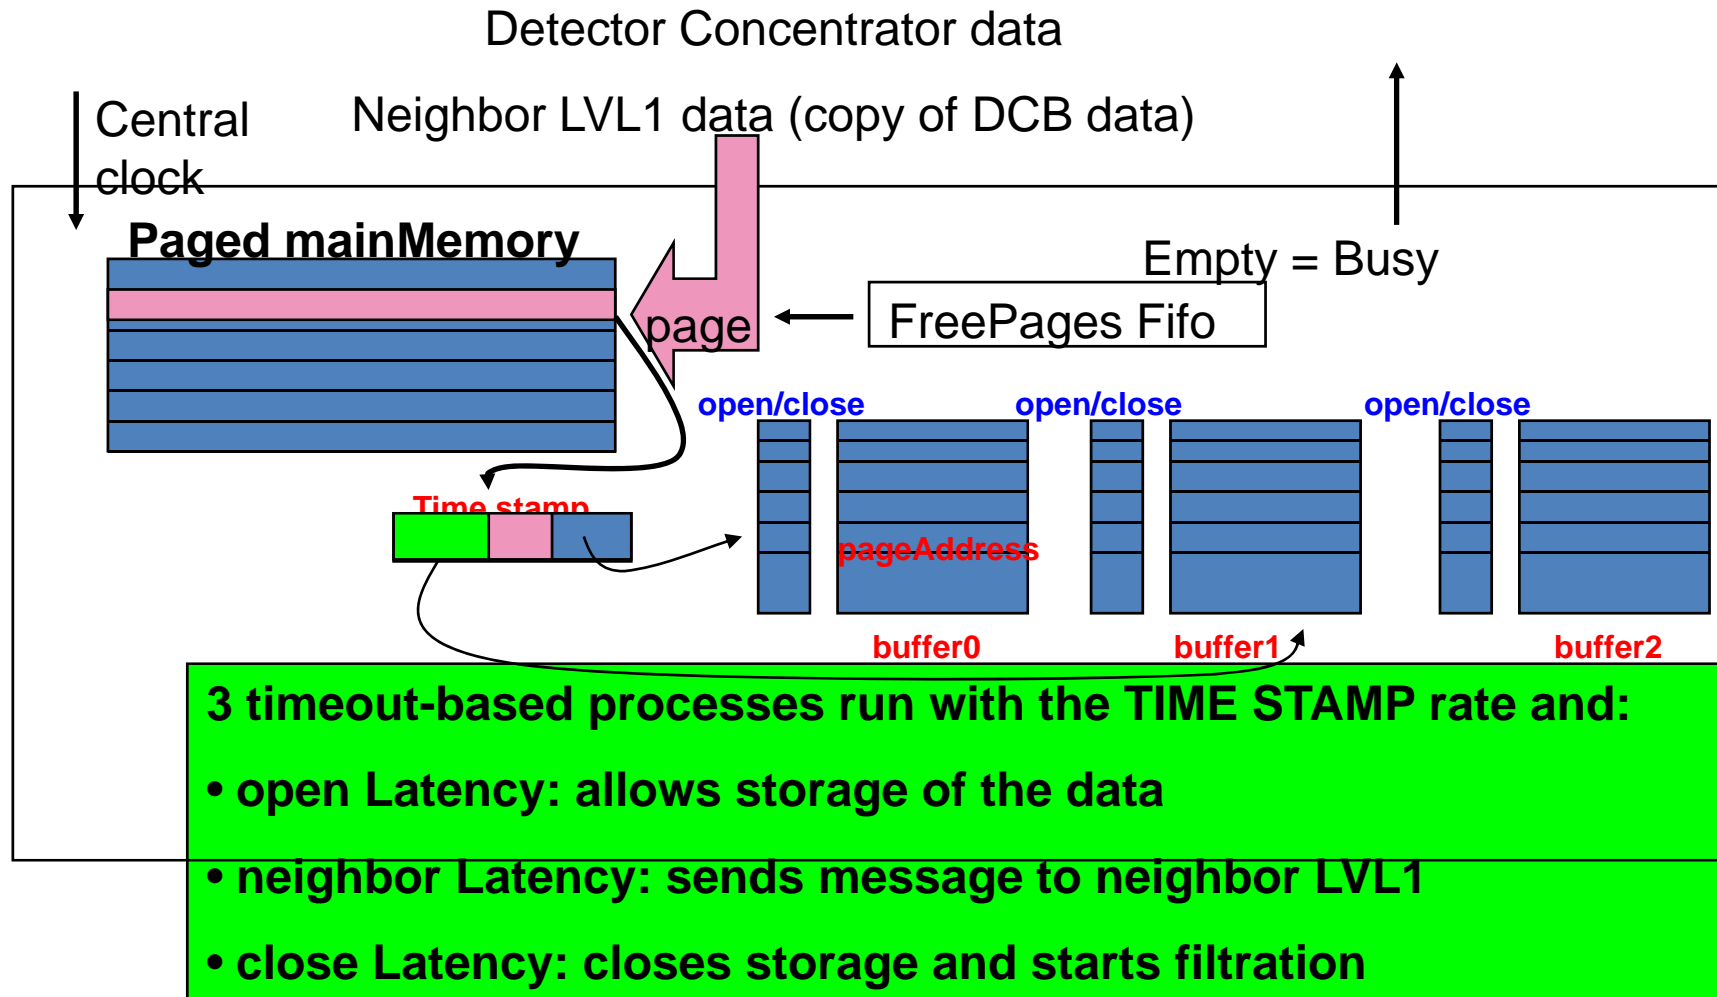 Detector Concentrator data
Central
clock
Neighbor LVL1 data (copy of DCB data)
Paged mainMemory
Empty = Busy
page
FreePages Fifo
open/close
open/close
open/close
Time stamp
pageAddress
buffer0
buffer1
buffer2
3 timeout-based processes run with the TIME STAMP rate and:
• open Latency: allows storage of the data
• neighbor Latency: sends message to neighbor LVL1
• close Latency: closes storage and starts filtration